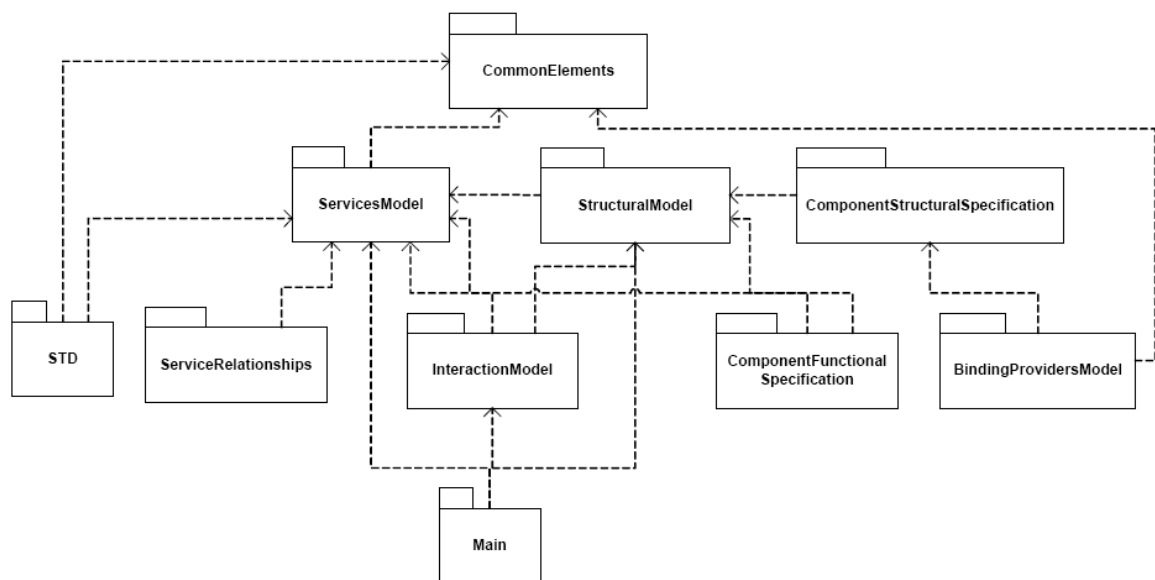 CommonElements
ServicesModel
StructuralModel
ComponentStructuralSpecification
STD
ServiceRelationships
InteractionModel
ComponentFunctional
Specification
BindingProvidersModel
Main